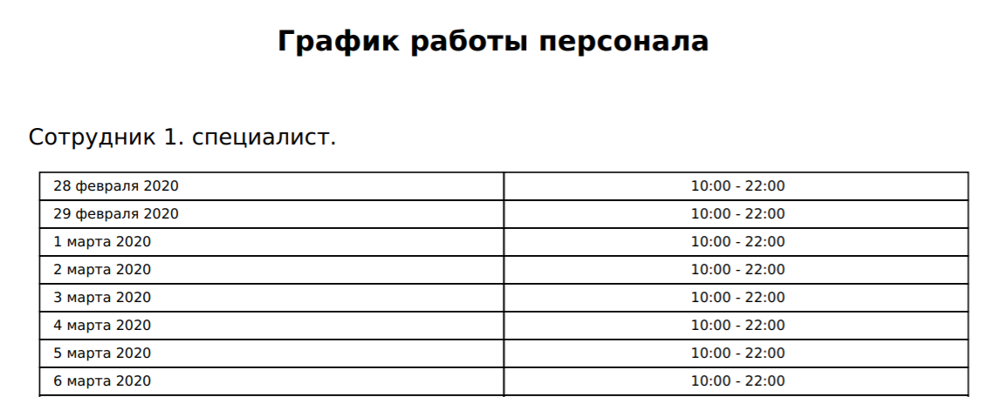 График работы персонала
Сотрудник 1. специалист.
28 февраля 2020 10:00 - 22:00
29 февраля 2020 10:00 - 22:00
1 марта 2020 10:00 - 22:00
2 марта 2020 10:00 - 22:00
3 марта 2020 10:00 - 22:00
4 марта 2020 10:00 - 22:00
5 марта 2020 10:00 - 22:00
6 марта 2020 10:00 - 22:00